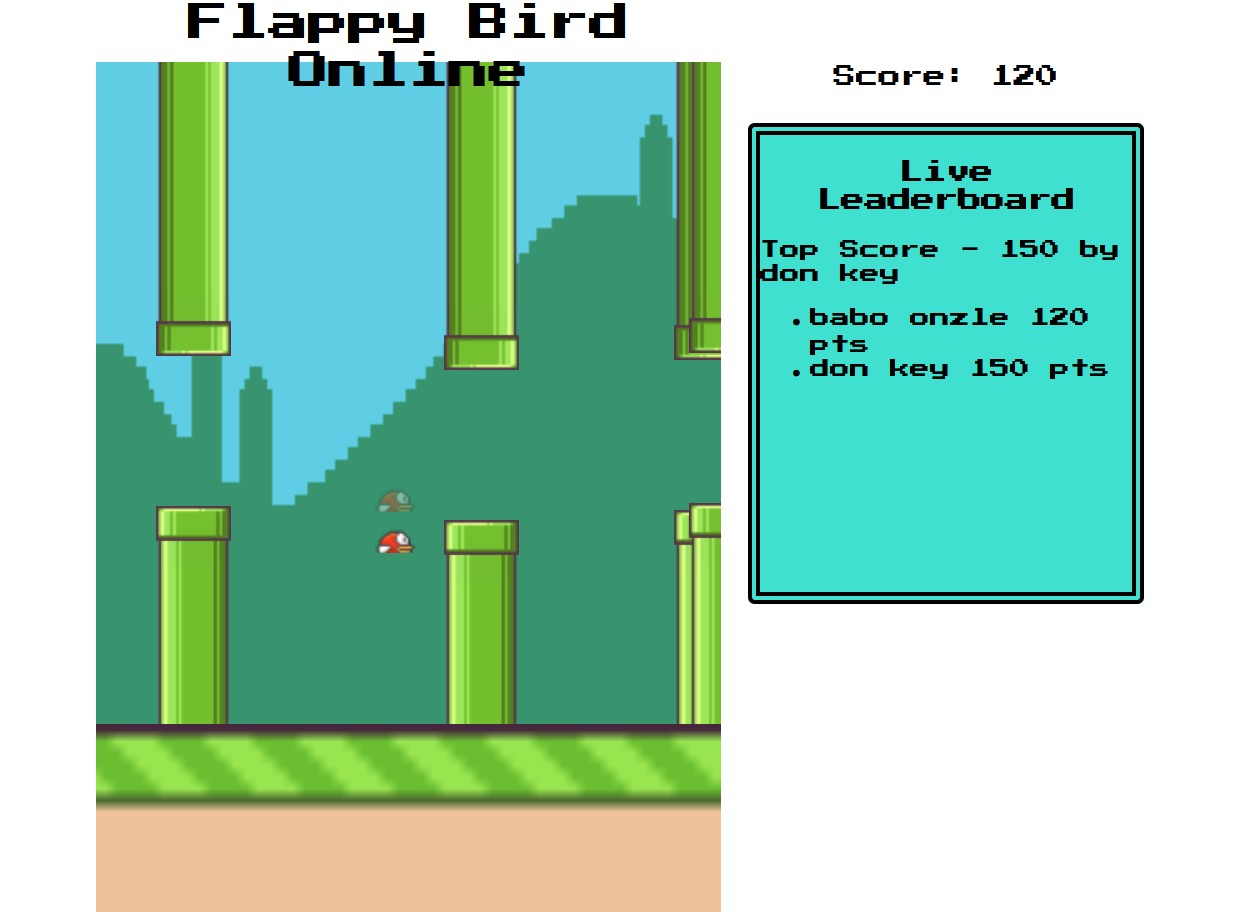 Flappy Bird
Online
Score: 120
Live
Leaderboard
Top Score - 150 by
don key
.babo onzle 120
pts
.don key 150 pts